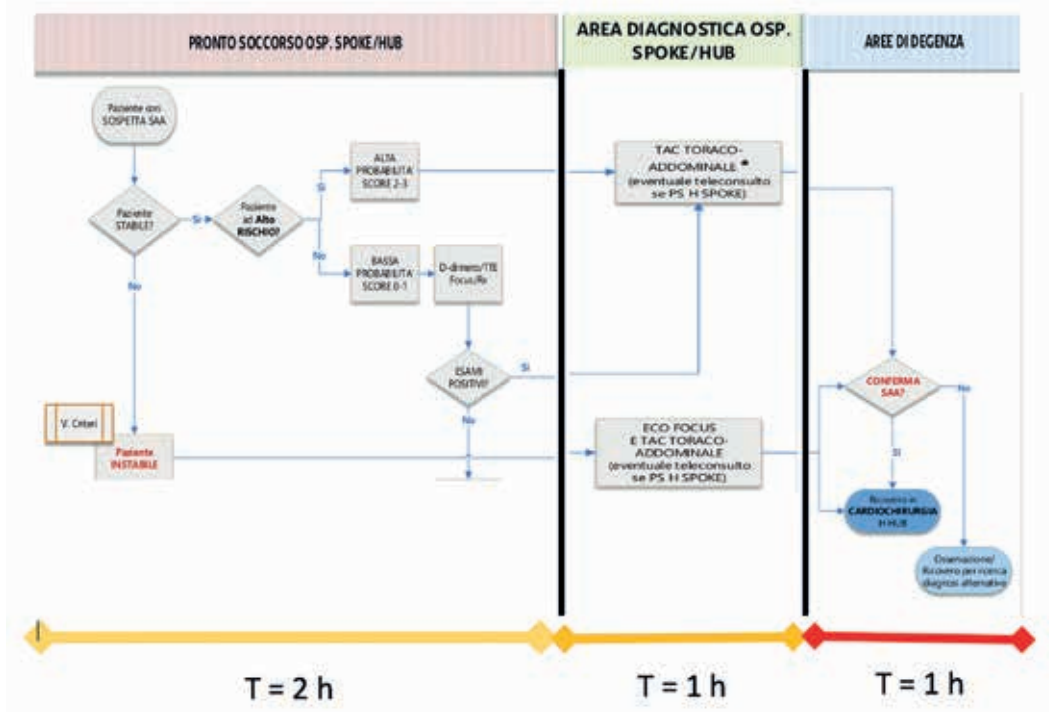 PRONTO SOCCORSO OSP. SPOKE/HUB
AREA DIAGNOSTICA OSP.
SPOKE/HUB
AREE DI DEGENZA
Paziente con
SOSPETTA SAA
Paziente
STABILE?
Si
Paziente
ad Alto
RISCHIO?
Si
No
ALTA
PROBABILITA'
SCORE 2-3
BASSA
PROBABILITA'
SCORE 0-1
D-dimero/TTE
Focus/Rx
ESAMI
POSITIVI?
Si
No
No
V. Criteri
Paziente
INSTABILE
TAC TORACO-
ADDOMINALE *
(eventuale teleconsulto
se PS H SPOKE)
ECO FOCUS
E TAC TORACO-
ADDOMINALE
(eventuale teleconsulto
se PS H SPOKE)
CONFERMA
SAA?
No
SI
Ricovero in
CARDIOCHIRURGIA
H HUB
Osservazione/
Ricovero per ricerca
diagnosi alternative
T = 2 h
T = 1 h
T = 1 h